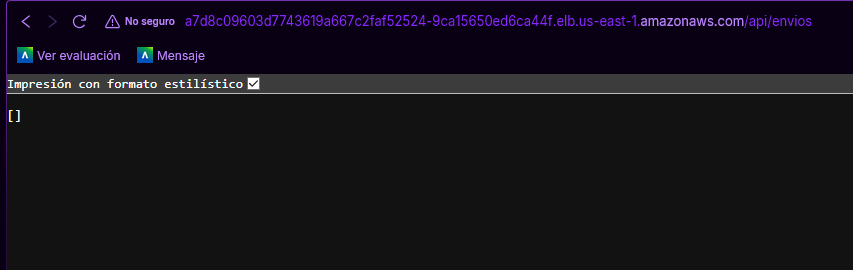 No seguro a7d8c09603d7743619a667c2faf52524-9ca15650ed6ca44f.elb.us-east-1.amazonaws.com/api/envios
Ver evaluación Mensaje
Impresión con formato estilístico
[]